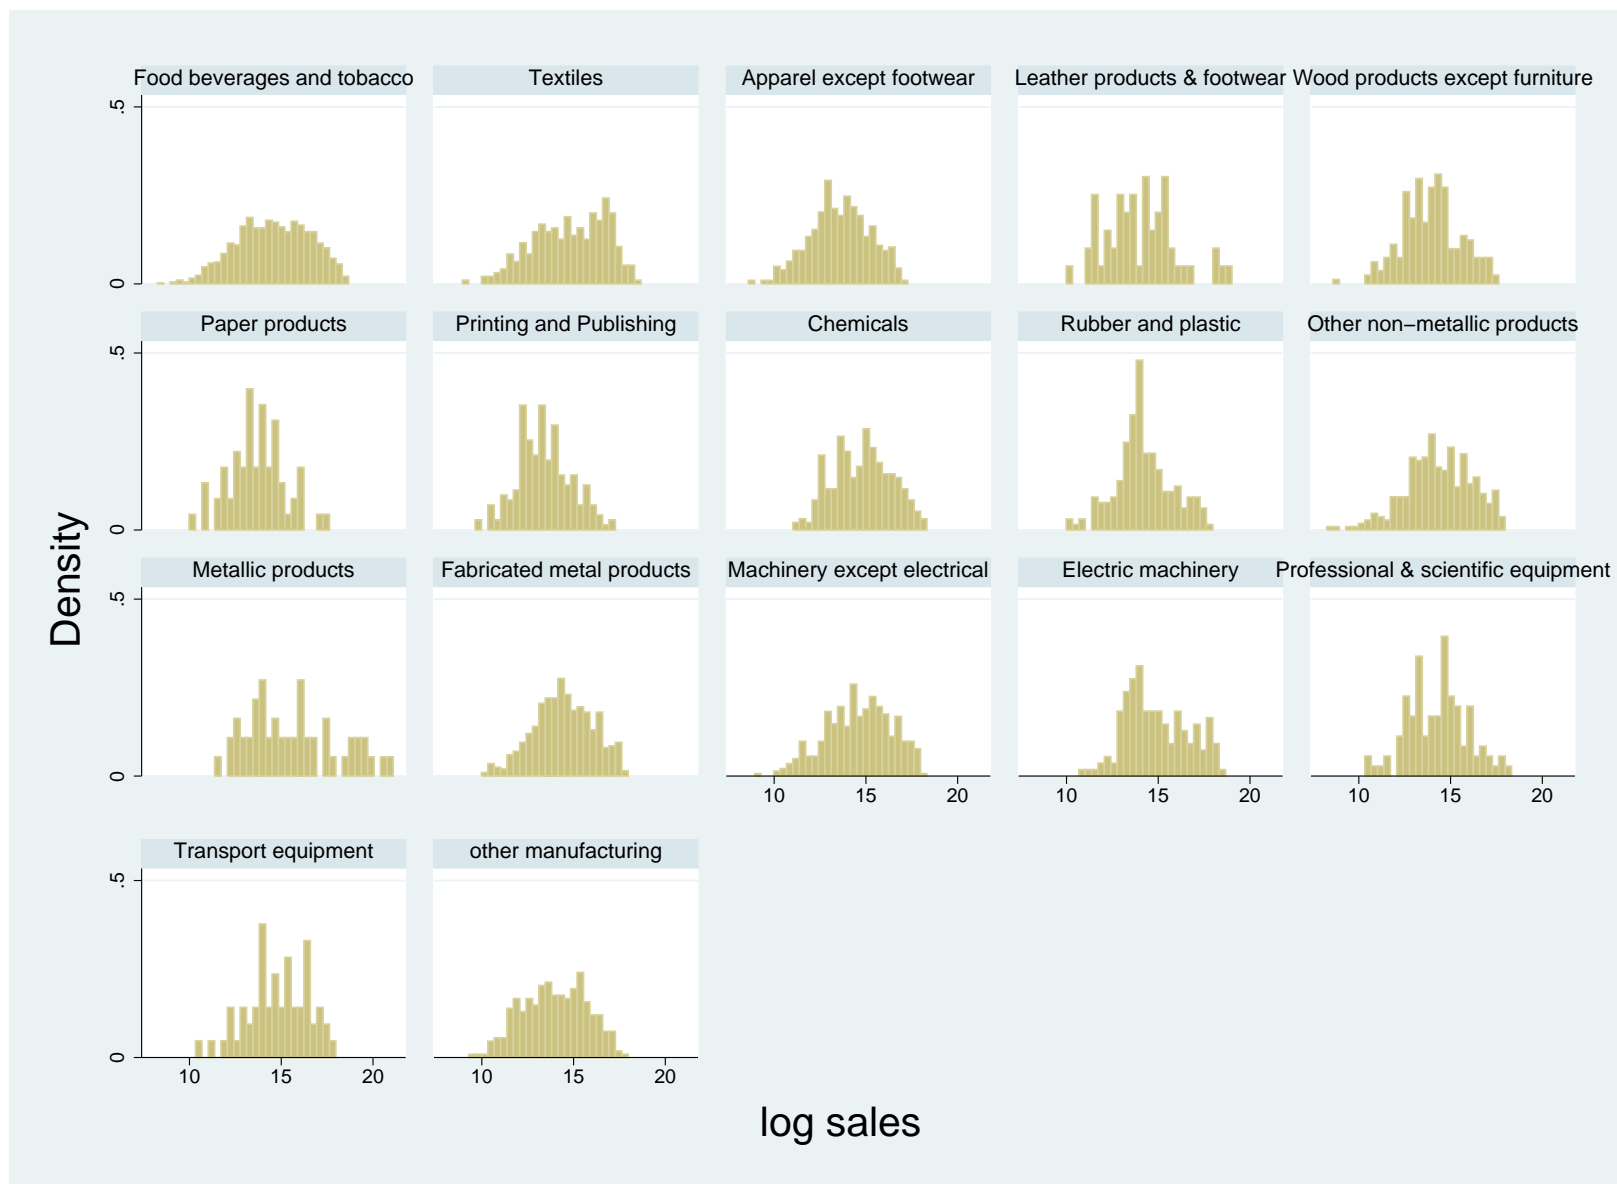 Food beverages and tobacco
Textiles
Apparel except footwear
Leather products & footwear
Wood products except furniture
.5
0
Paper products
Printing and Publishing
Chemicals
Rubber and plastic
Other non−metallic products
.5
0
Metallic products
Fabricated metal products
Machinery except electrical
Electric machinery
Professional & scientific equipment
.5
0
10 15 20
10 15 20
10 15 20
Transport equipment
other manufacturing
.5
0
10 15 20
10 15 20
Density
log sales